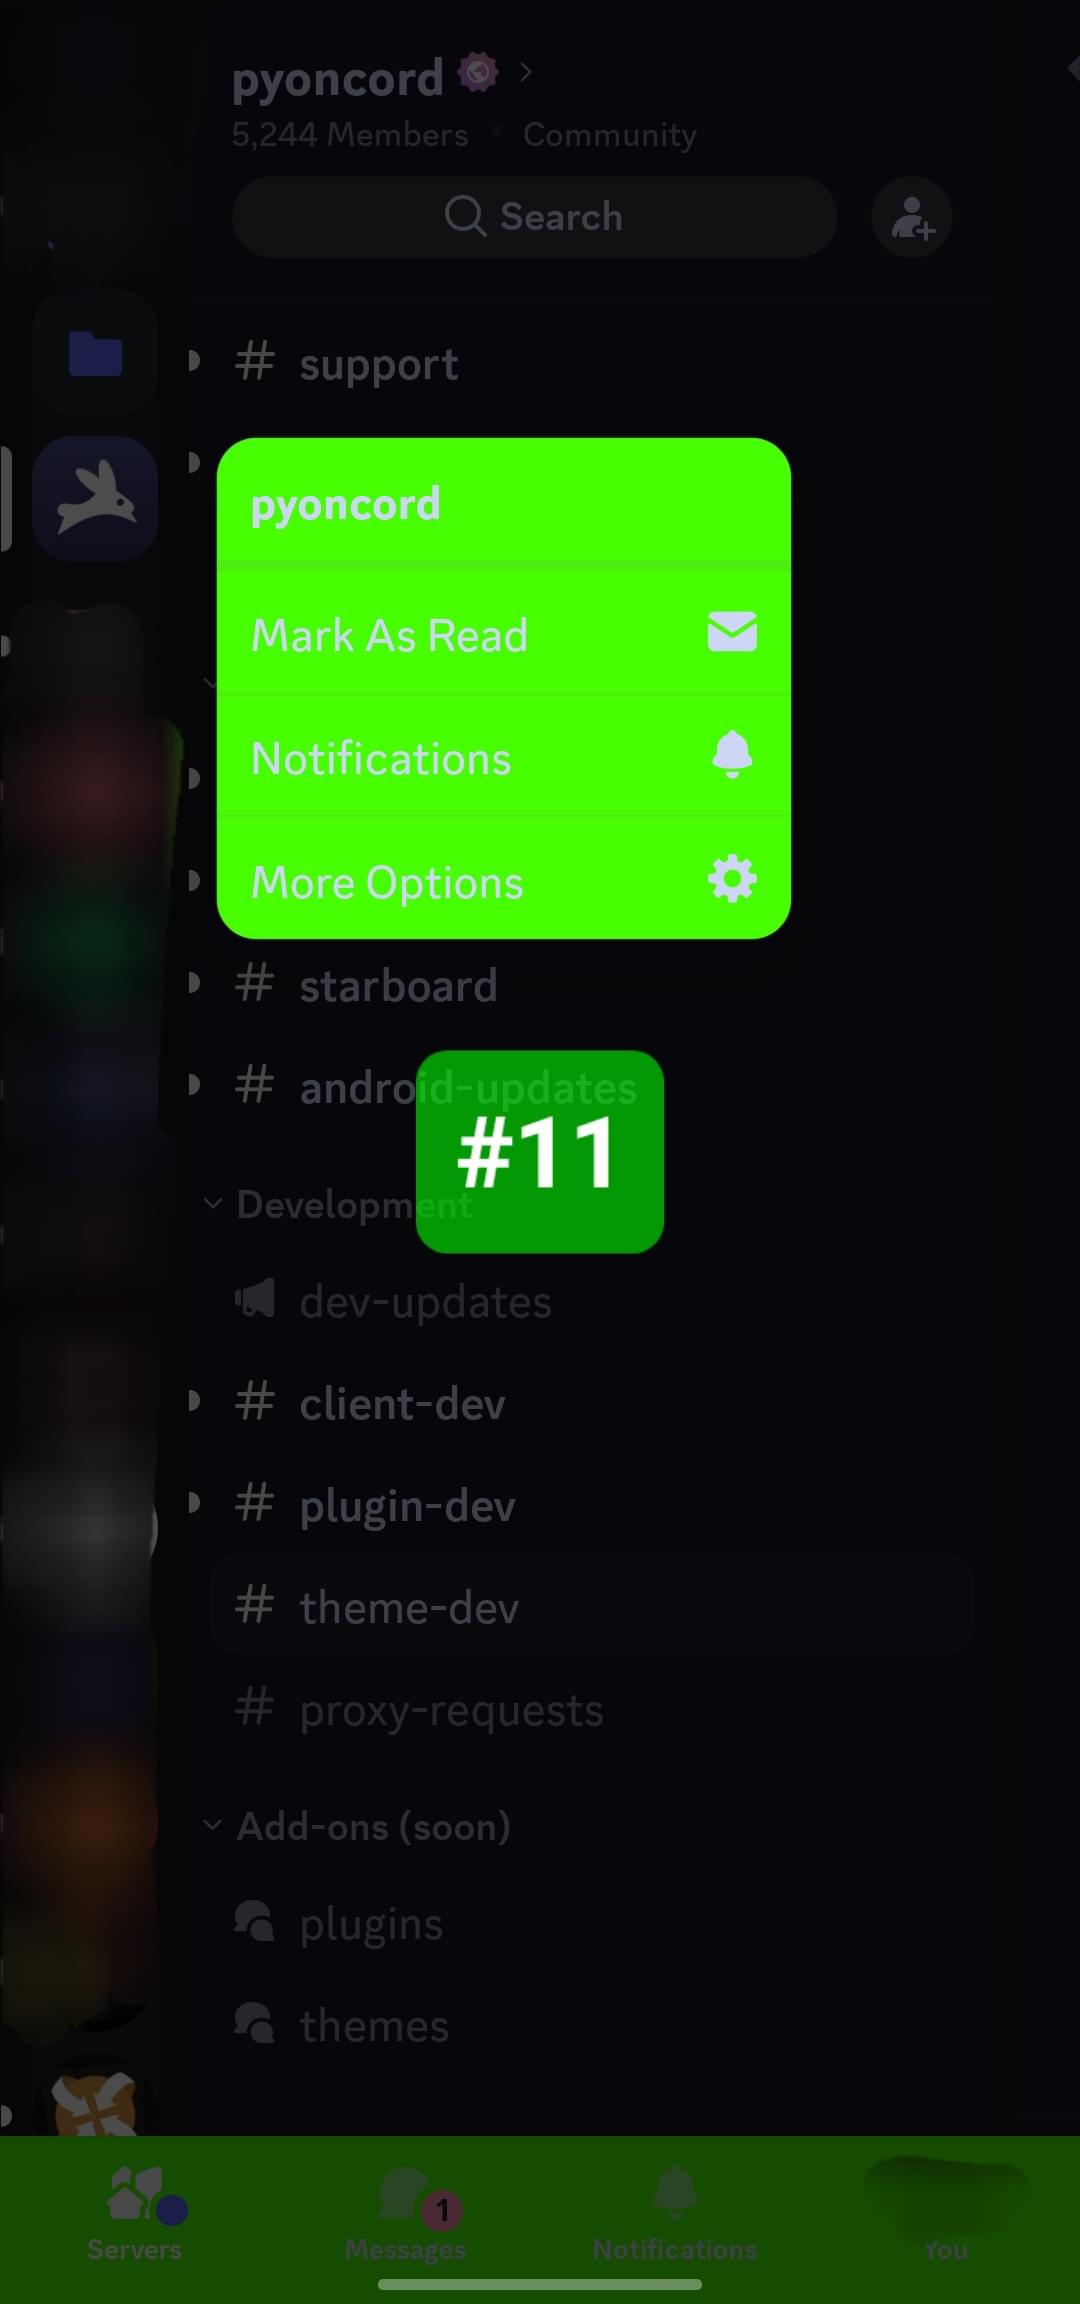 pyoncord
5,244 Members • Community
Search
support
pyoncord
Mark As Read
Notifications
More Options
starboard
android-updates
#11
Development
dev-updates
client-dev
plugin-dev
theme-dev
proxy-requests
Add-ons (soon)
plugins
themes
1
Servers
Messages
Notifications
You